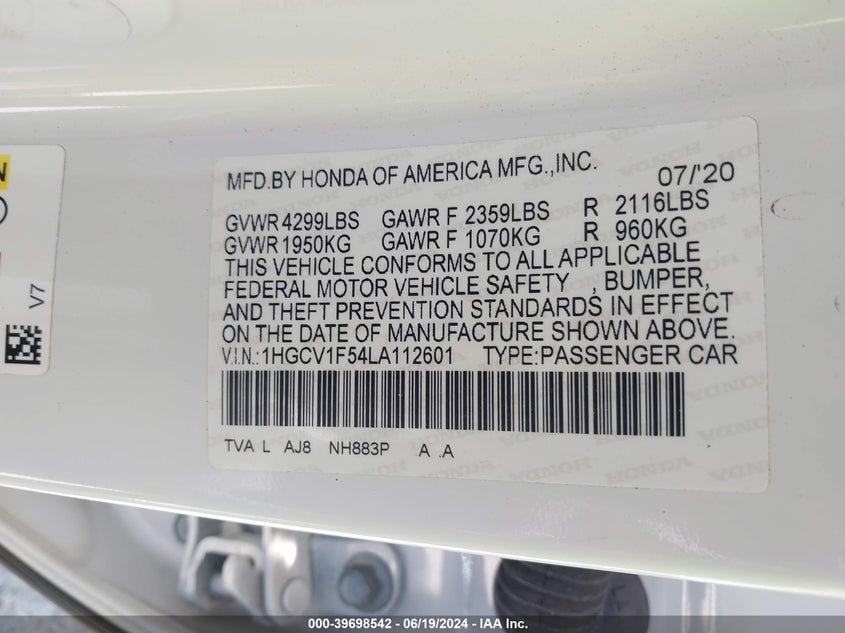 MFD.BY HONDA OF AMERICA MFG.,INC. 07/'20
GVWR 4299LBS GAWR F 2359LBS R 2116LBS
GVWR 1950KG GAWR F 1070KG R 960KG
THIS VEHICLE CONFORMS TO ALL APPLICABLE
FEDERAL MOTOR VEHICLE SAFETY , BUMPER,
AND THEFT PREVENTION STANDARDS IN EFFECT
ON THE DATE OF MANUFACTURE SHOWN ABOVE.
V.I.N.:1HGCV1F54LA112601 TYPE:PASSENGER CAR
TVA L AJ8 NH883P A .A
N
V7
000-39698542 - 06/19/2024 - IAA Inc.